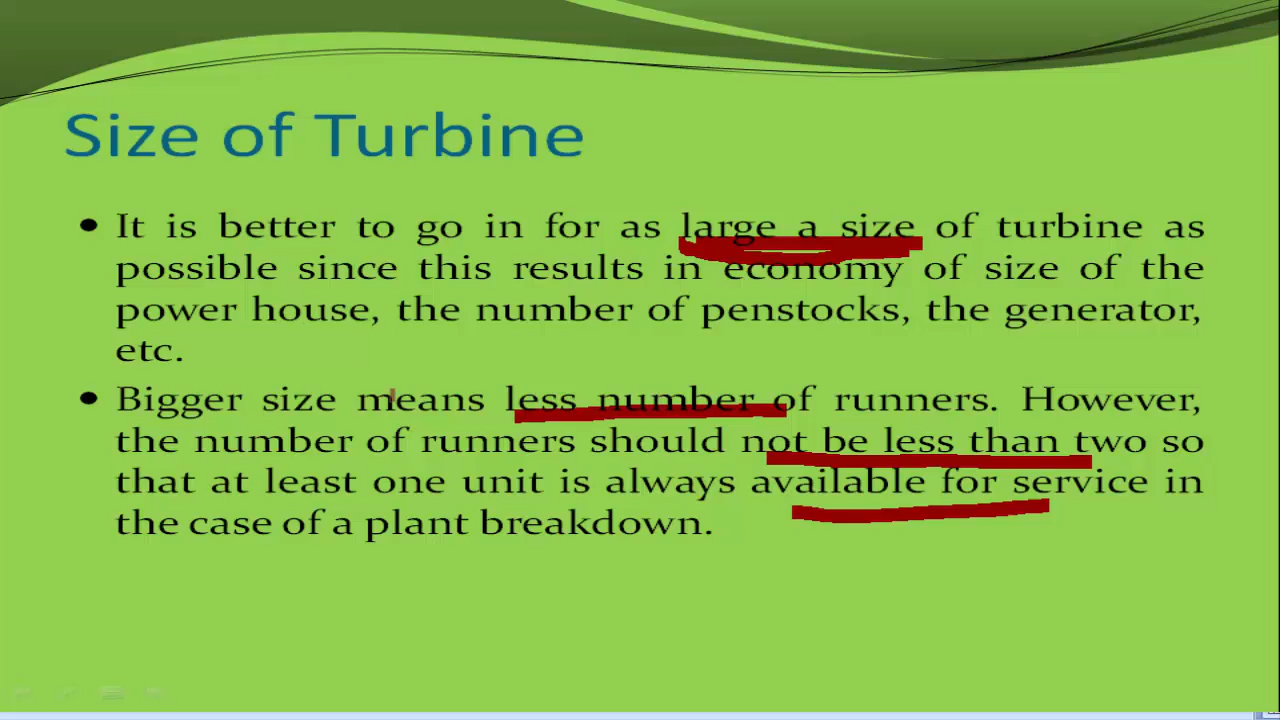 Size of Turbine
• It is better to go in for as large a size of turbine as
possible since this results in economy of size of the
power house, the number of penstocks, the generator,
etc.
• Bigger size means less number of runners. However,
the number of runners should not be less than two so
that at least one unit is always available for service in
the case of a plant breakdown.